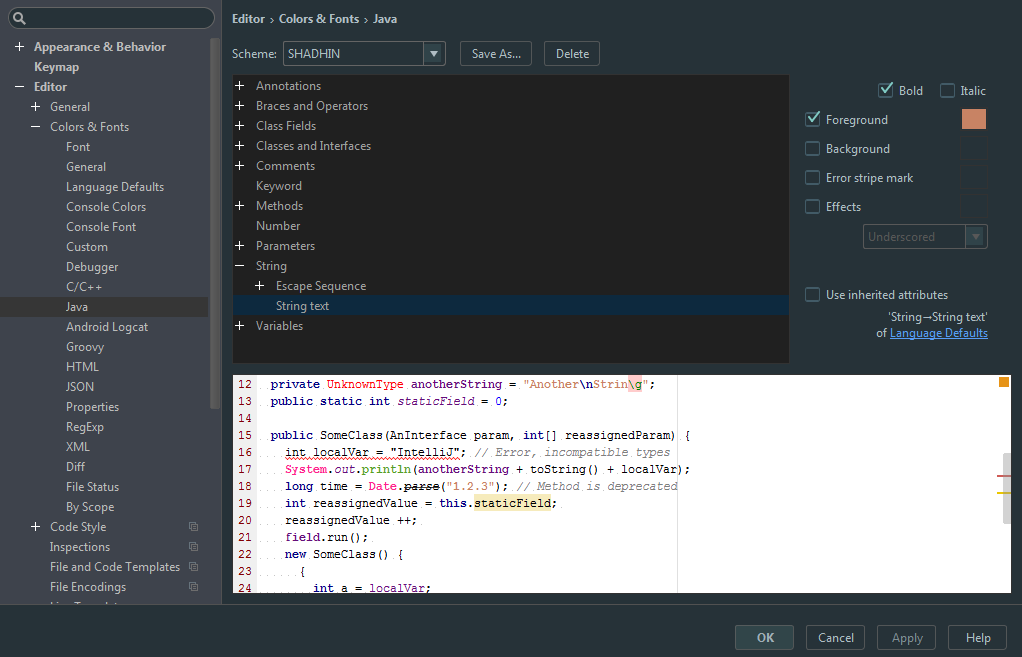 Editor › Colors & Fonts › Java
Appearance & Behavior
Keymap
Editor
General
Colors & Fonts
Font
General
Language Defaults
Console Colors
Console Font
Custom
Debugger
C/C++
Java
Android Logcat
Groovy
HTML
JSON
Properties
RegExp
XML
Diff
File Status
By Scope
Code Style
Inspections
File and Code Templates
File Encodings
Scheme: SHADHIN Save As... Delete
Annotations
Braces and Operators
Class Fields
Classes and Interfaces
Comments
Keyword
Methods
Number
Parameters
String
Escape Sequence
String text
Variables
Bold Italic
Foreground
Background
Error stripe mark
Effects
Underscored
Use inherited attributes
'String→String text'
of Language Defaults
12 private UnknownType anotherString = "Another\nStrin\g";
13 public static int staticField = 0;
14
15 public SomeClass(AnInterface param, int[] reassignedParam) {
16 int localVar = "IntelliJ"; // Error, incompatible types
17 System.out.println(anotherString + toString() + localVar);
18 long time = Date.parse("1.2.3"); // Method is deprecated
19 int reassignedValue = this.staticField;
20 reassignedValue ++;
21 field.run();
22 new SomeClass() {
23 {
24 int a = localVar;
OK Cancel Apply Help